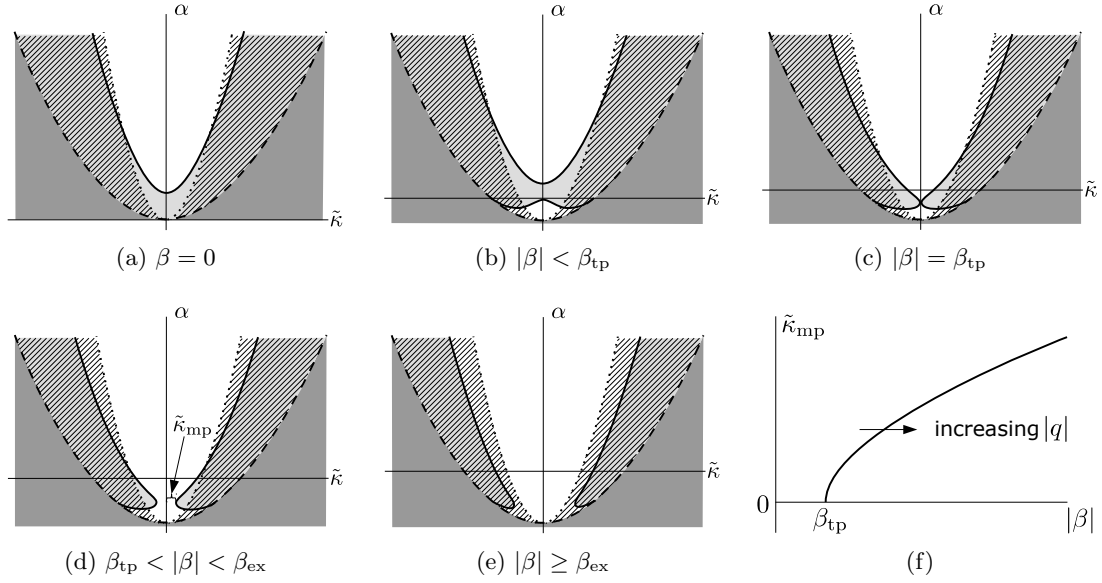 α
κ̃
(a) β = 0
α
κ̃
(b) |β| < β_tp
α
κ̃
(c) |β| = β_tp
α
κ̃_mp
κ̃
(d) β_tp < |β| < β_ex
α
κ̃
(e) |β| ≥ β_ex
κ̃_mp
increasing |q|
0
β_tp
|β|
(f)